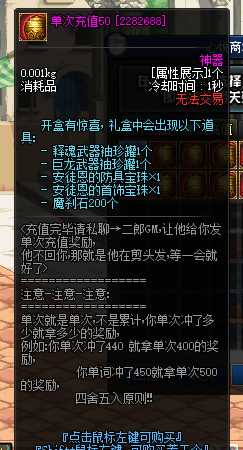 单次充值50 [2282688]
神器
0.001kg
[属性展示]1个
消耗品
冷却时间：1秒
无法交易
开盒有惊喜，礼盒中会出现以下道具：
- 释魂武器袖珍罐1个
- 巨龙武器袖珍罐1个
- 安徒恩的防具宝珠×1
- 安徒恩的首饰宝珠×1
- 魔刹石200个
<充值完毕请私聊→二郎GM,让他给你发单次充值奖励，
他不回你,那就是他在剪头发,等一会就好了>
==================
注意-注意-注意：
==================
单次就是单次,不是累计,你单次冲了多少就拿多少的奖励，
例如:你单次冲了440 就拿单次400的奖励，
你单词冲了450就拿单次500的奖励，
四舍五入原则!!
『点击鼠标左键可购买』